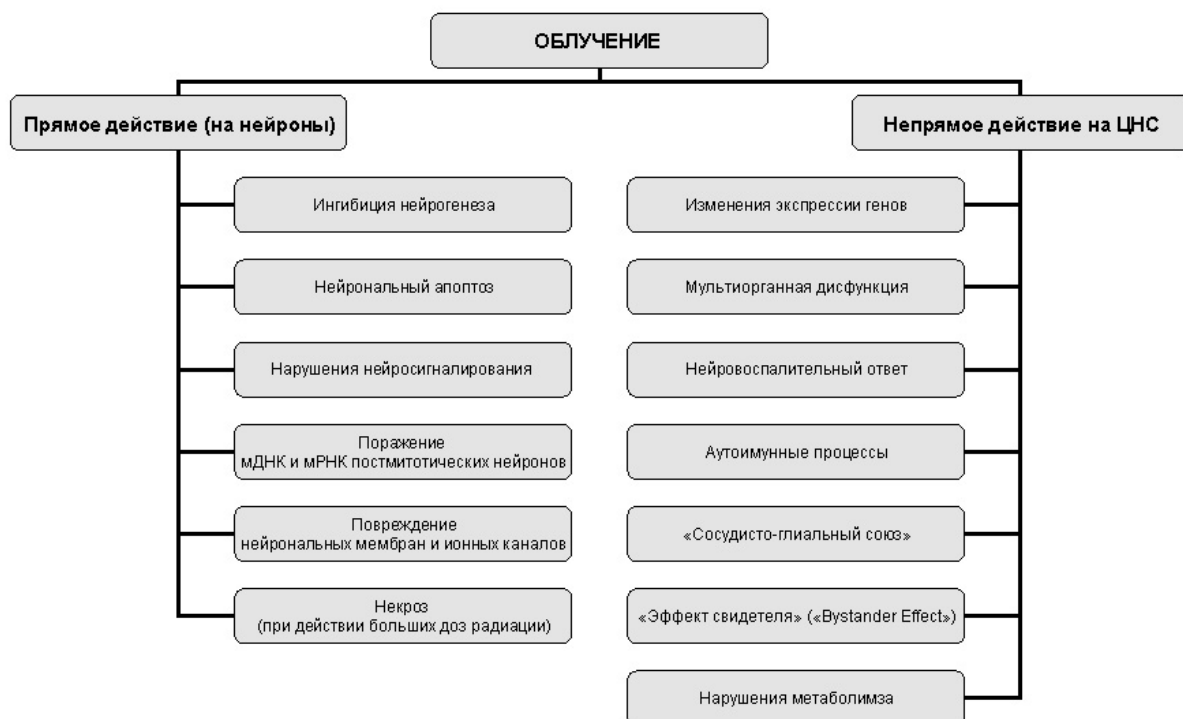 ОБЛУЧЕНИЕ
Прямое действие (на нейроны)
Ингибиция нейрогенеза
Нейрональный апоптоз
Нарушения нейросигналирования
Поражение
мДНК и мРНК постмитотических нейронов
Повреждение
нейрональных мембран и ионных каналов
Некроз
(при действии больших доз радиации)
Непрямое действие на ЦНС
Изменения экспрессии генов
Мультиорганная дисфункция
Нейровоспалительный ответ
Аутоимунные процессы
«Сосудисто-глиальный союз»
«Эффект свидетеля» («Bystander Effect»)
Нарушения метаболимза